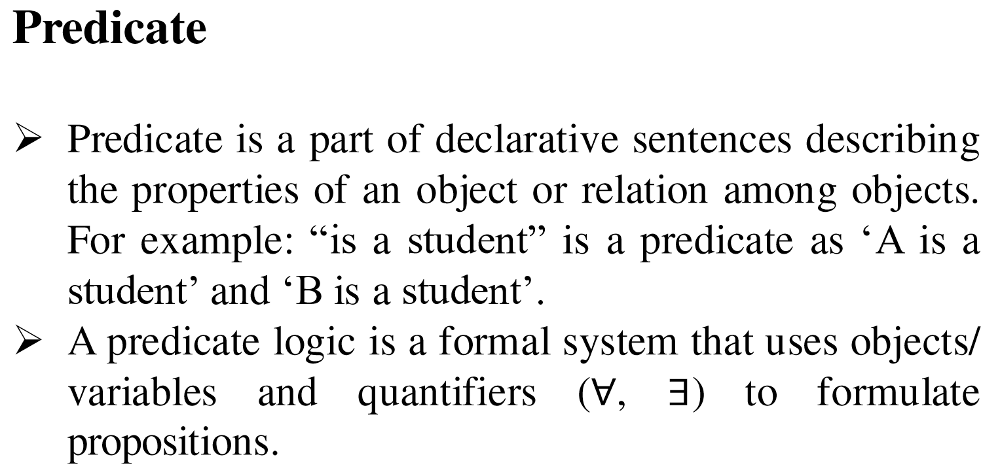 Predicate
➢ Predicate is a part of declarative sentences describing
the properties of an object or relation among objects.
For example: “is a student” is a predicate as ‘A is a
student’ and ‘B is a student’.
➢ A predicate logic is a formal system that uses objects/
variables and quantifiers (∀, ∃) to formulate
propositions.